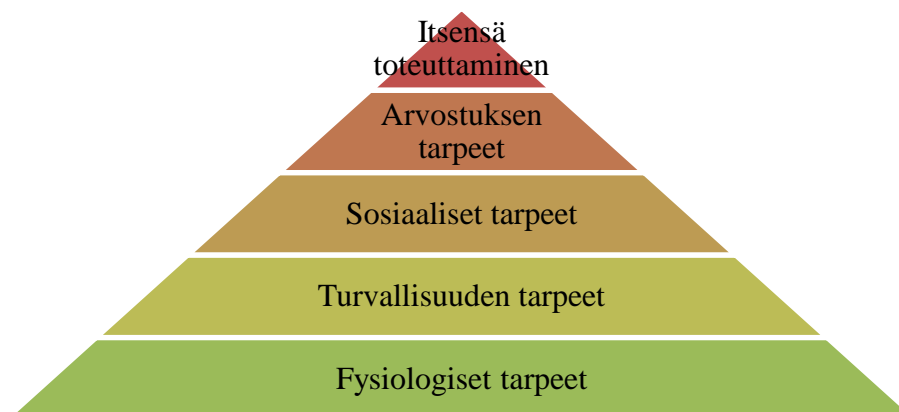 Itsensä
toteuttaminen
Arvostuksen
tarpeet
Sosiaaliset tarpeet
Turvallisuuden tarpeet
Fysiologiset tarpeet